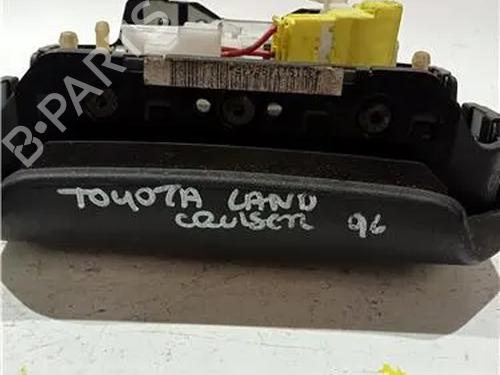 B-PARTS
TOYOTA LAND
CRUISER 96